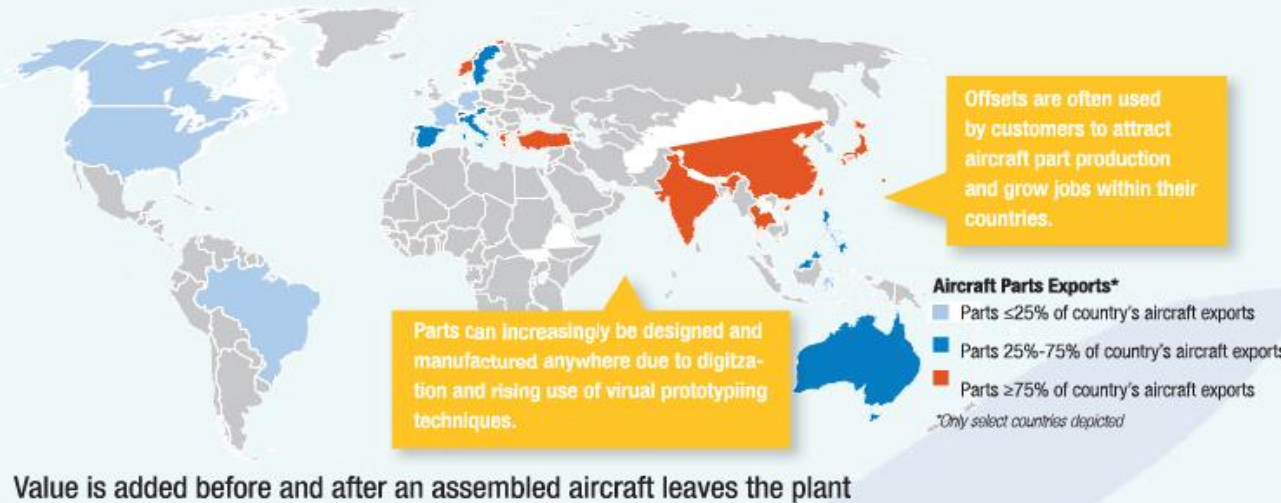 Offsets are often used
by customers to attract
aircraft part production
and grow jobs within their
countries.
Aircraft Parts Exports*
Parts ≤25% of country's aircraft exports
Parts 25%-75% of country's aircraft exports
Parts ≥75% of country's aircraft exports
*Only select countries depicted
Parts can increasingly be designed and
manufactured anywhere due to digitza-
tion and rising use of virual prototypiing
techniques.
Value is added before and after an assembled aircraft leaves the plant